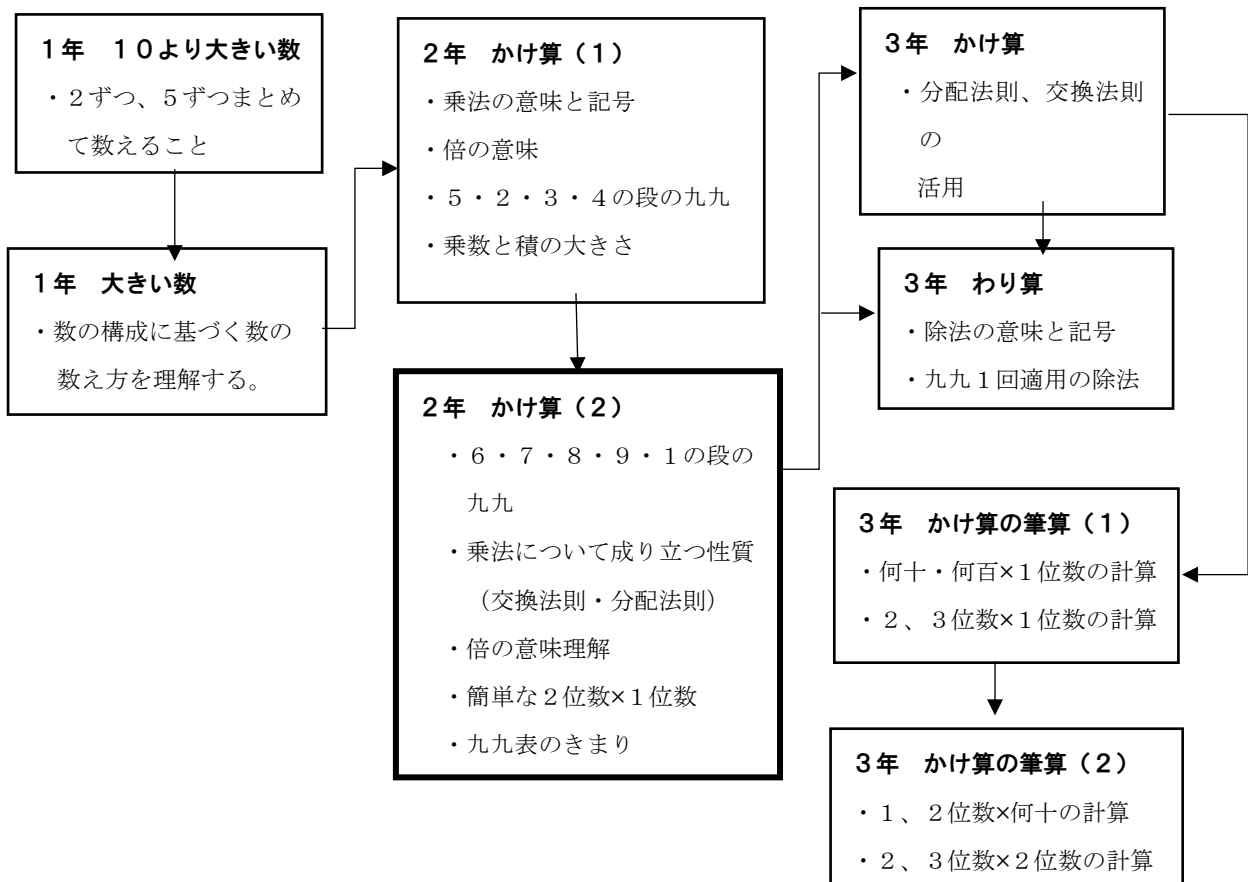 1年　10より大きい数
・２ずつ、５ずつまとめ
て数えること
1年　大きい数
・数の構成に基づく数の
数え方を理解する。
2年　かけ算（1）
・乗法の意味と記号
・倍の意味
・５・２・３・４の段の九九
・乗数と積の大きさ
2年　かけ算（2）
・６・７・８・９・１の段の
九九
・乗法について成り立つ性質
（交換法則・分配法則）
・倍の意味理解
・簡単な２位数×１位数
・九九表のきまり
3年　かけ算
・分配法則、交換法則
の
活用
3年　わり算
・除法の意味と記号
・九九１回適用の除法
3年　かけ算の筆算（1）
・何十・何百×１位数の計算
・２、３位数×１位数の計算
3年　かけ算の筆算（2）
・１、２位数×何十の計算
・２、３位数×２位数の計算